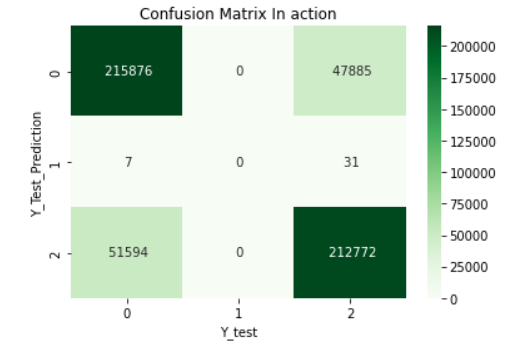 Confusion Matrix In action
215876 0 47885
7 0 31
51594 0 212772
0
1
2
Y_Test_Prediction
0 1 2
Y_test
200000
175000
150000
125000
100000
75000
50000
25000
0